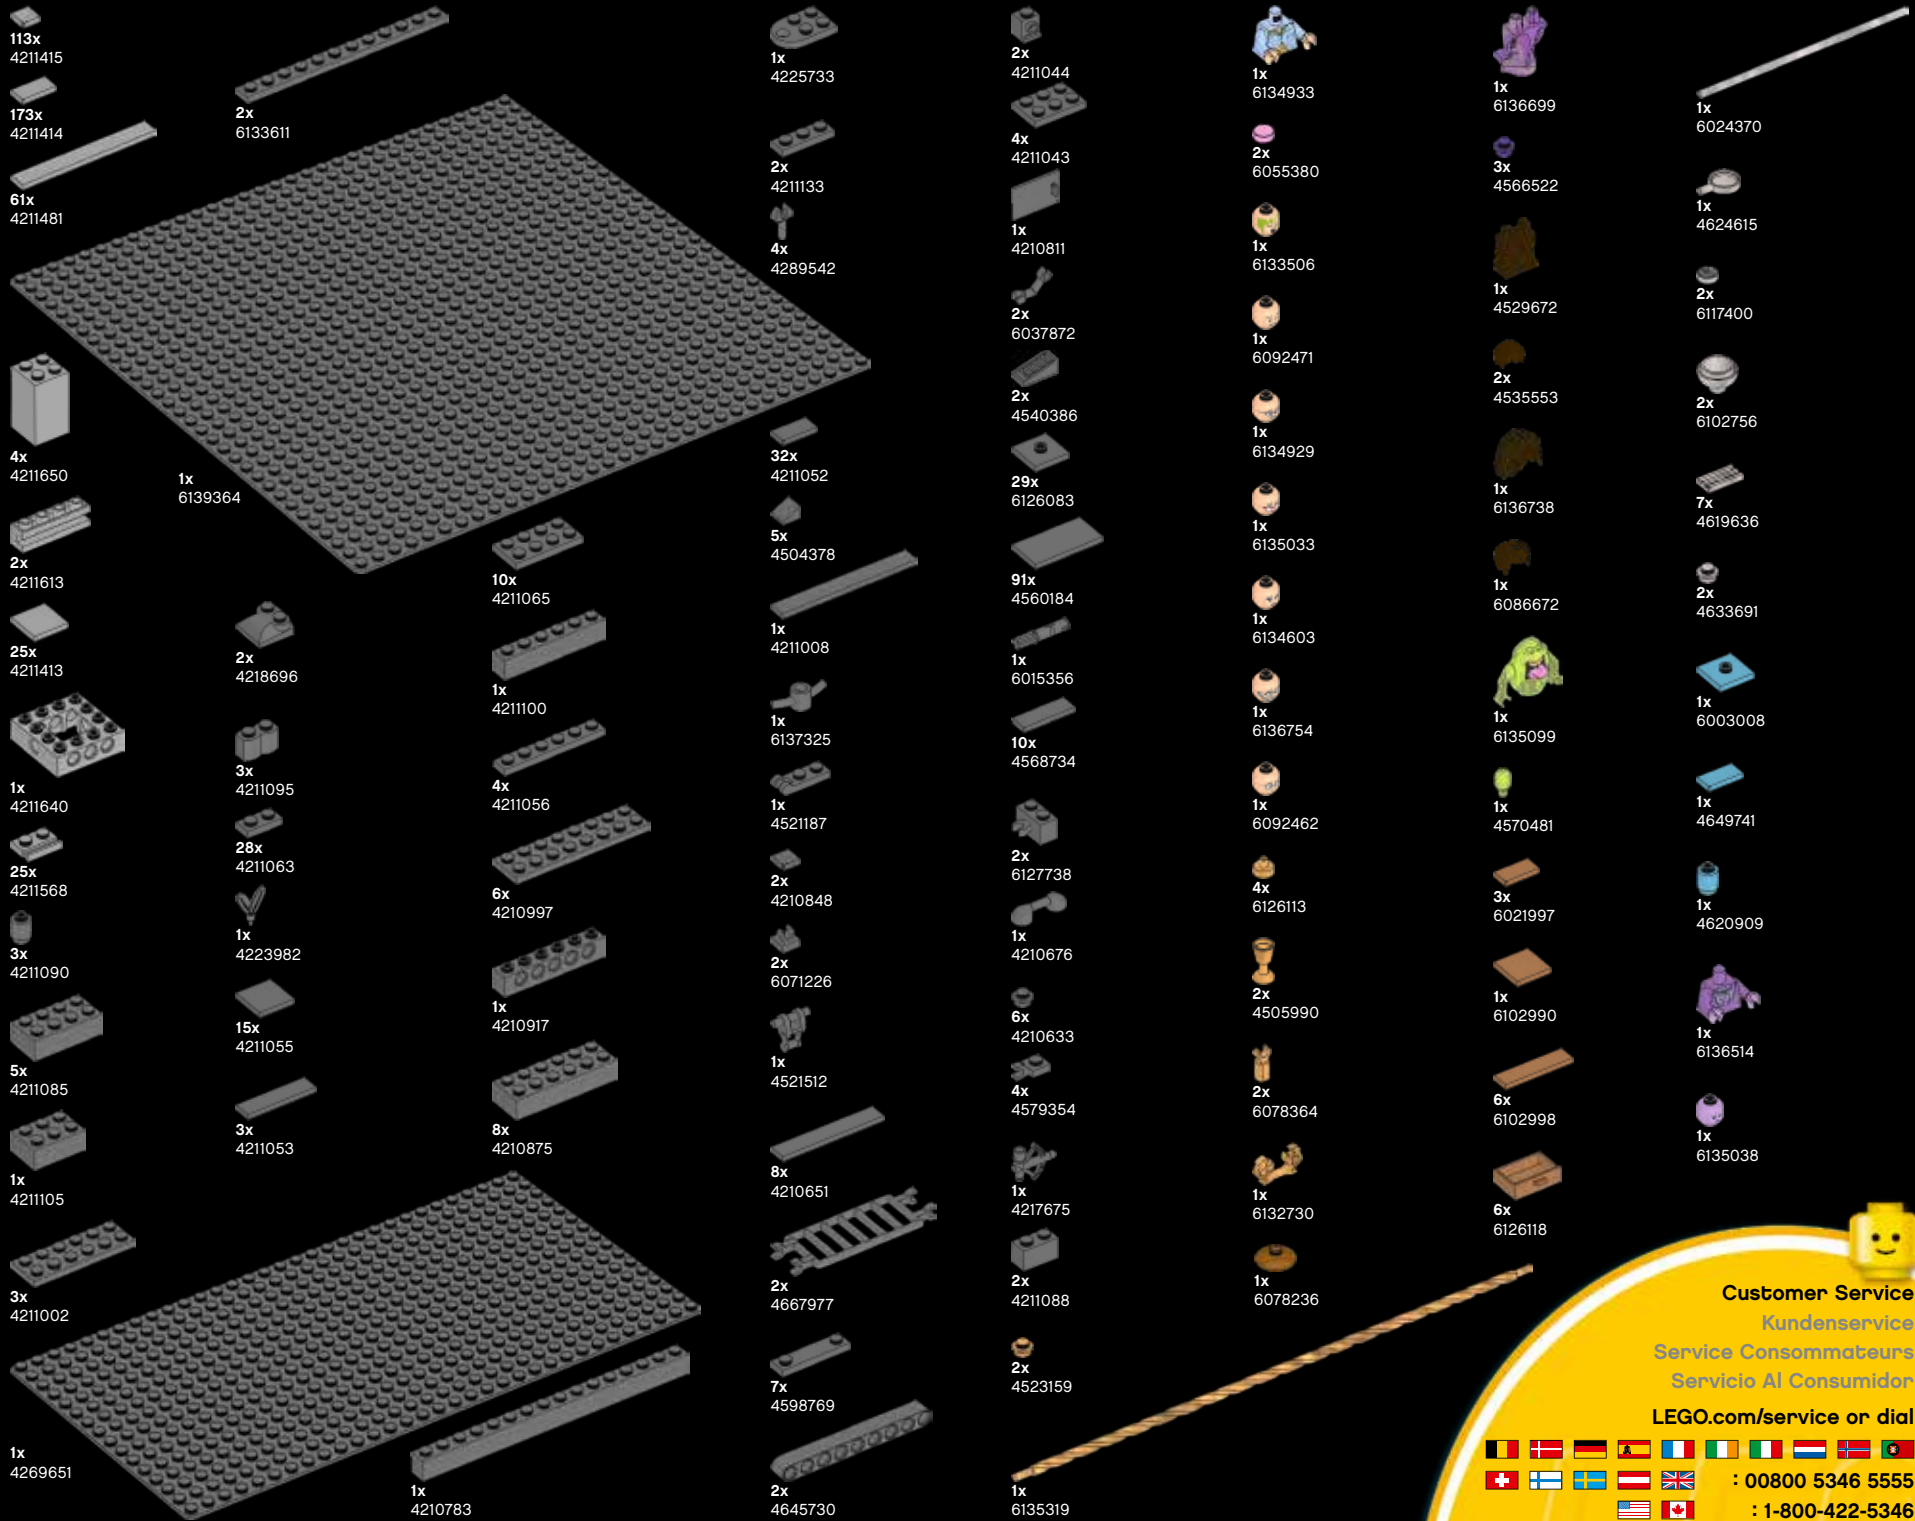 113x
4211415
173x
4211414
61x
4211481
4x
4211650
2x
4211613
25x
4211413
1x
4211640
25x
4211568
3x
4211090
5x
4211085
1x
4211105
3x
4211002
1x
4269651
2x
6133611
1x
6139364
2x
4218696
3x
4211095
28x
4211063
1x
4223982
15x
4211055
3x
4211053
1x
4210783
10x
4211065
1x
4211100
4x
4211056
6x
4210997
1x
4210917
8x
4210875
1x
4225733
2x
4211133
4x
4289542
32x
4211052
5x
4504378
1x
4211008
1x
6137325
1x
4521187
2x
4210848
2x
6071226
1x
4521512
8x
4210651
2x
4667977
7x
4598769
2x
4645730
2x
4211044
4x
4211043
1x
4210811
2x
6037872
2x
4540386
29x
6126083
91x
4560184
1x
6015356
10x
4568734
2x
6127738
1x
4210676
6x
4210633
4x
4579354
1x
4217675
2x
4211088
2x
4523159
1x
6135319
1x
6134933
2x
6055380
1x
6133506
1x
6092471
1x
6134929
1x
6135033
1x
6134603
1x
6136754
1x
6092462
4x
6126113
2x
4505990
2x
6078364
1x
6132730
1x
6078236
1x
6136699
3x
4566522
1x
4529672
2x
4535553
1x
6136738
1x
6086672
1x
6135099
1x
4570481
3x
6021997
1x
6102990
6x
6102998
6x
6126118
1x
6024370
1x
4624615
2x
6117400
2x
6102756
7x
4619636
2x
4633691
1x
6003008
1x
4649741
1x
4620909
1x
6136514
1x
6135038
Customer Service
Kundenservice
Service Consommateurs
Servicio Al Consumidor
LEGO.com/service or dial
: 00800 5346 5555
: 1-800-422-5346